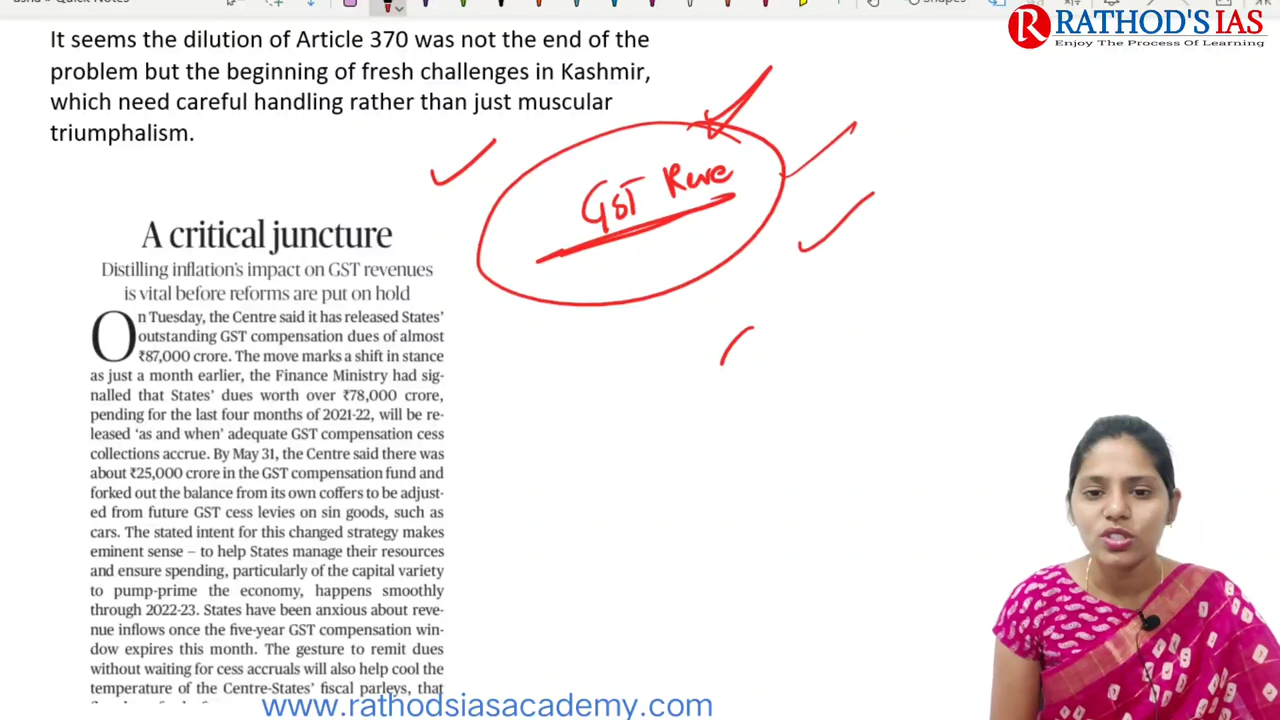 asha » Quick Notes
Shapes
RATHOD'S IAS
Enjoy The Process Of Learning
It seems the dilution of Article 370 was not the end of the
problem but the beginning of fresh challenges in Kashmir,
which need careful handling rather than just muscular
triumphalism.
GST Reve
A critical juncture
Distilling inflation's impact on GST revenues
is vital before reforms are put on hold
On Tuesday, the Centre said it has released States'
outstanding GST compensation dues of almost
₹87,000 crore. The move marks a shift in stance
as just a month earlier, the Finance Ministry had sig-
nalled that States' dues worth over ₹78,000 crore,
pending for the last four months of 2021-22, will be re-
leased 'as and when' adequate GST compensation cess
collections accrue. By May 31, the Centre said there was
about ₹25,000 crore in the GST compensation fund and
forked out the balance from its own coffers to be adjust-
ed from future GST cess levies on sin goods, such as
cars. The stated intent for this changed strategy makes
eminent sense — to help States manage their resources
and ensure spending, particularly of the capital variety
to pump-prime the economy, happens smoothly
through 2022-23. States have been anxious about reve-
nue inflows once the five-year GST compensation win-
dow expires this month. The gesture to remit dues
without waiting for cess accruals will also help cool the
temperature of the Centre-States' fiscal parleys, that
www.rathodsiasacademy.com